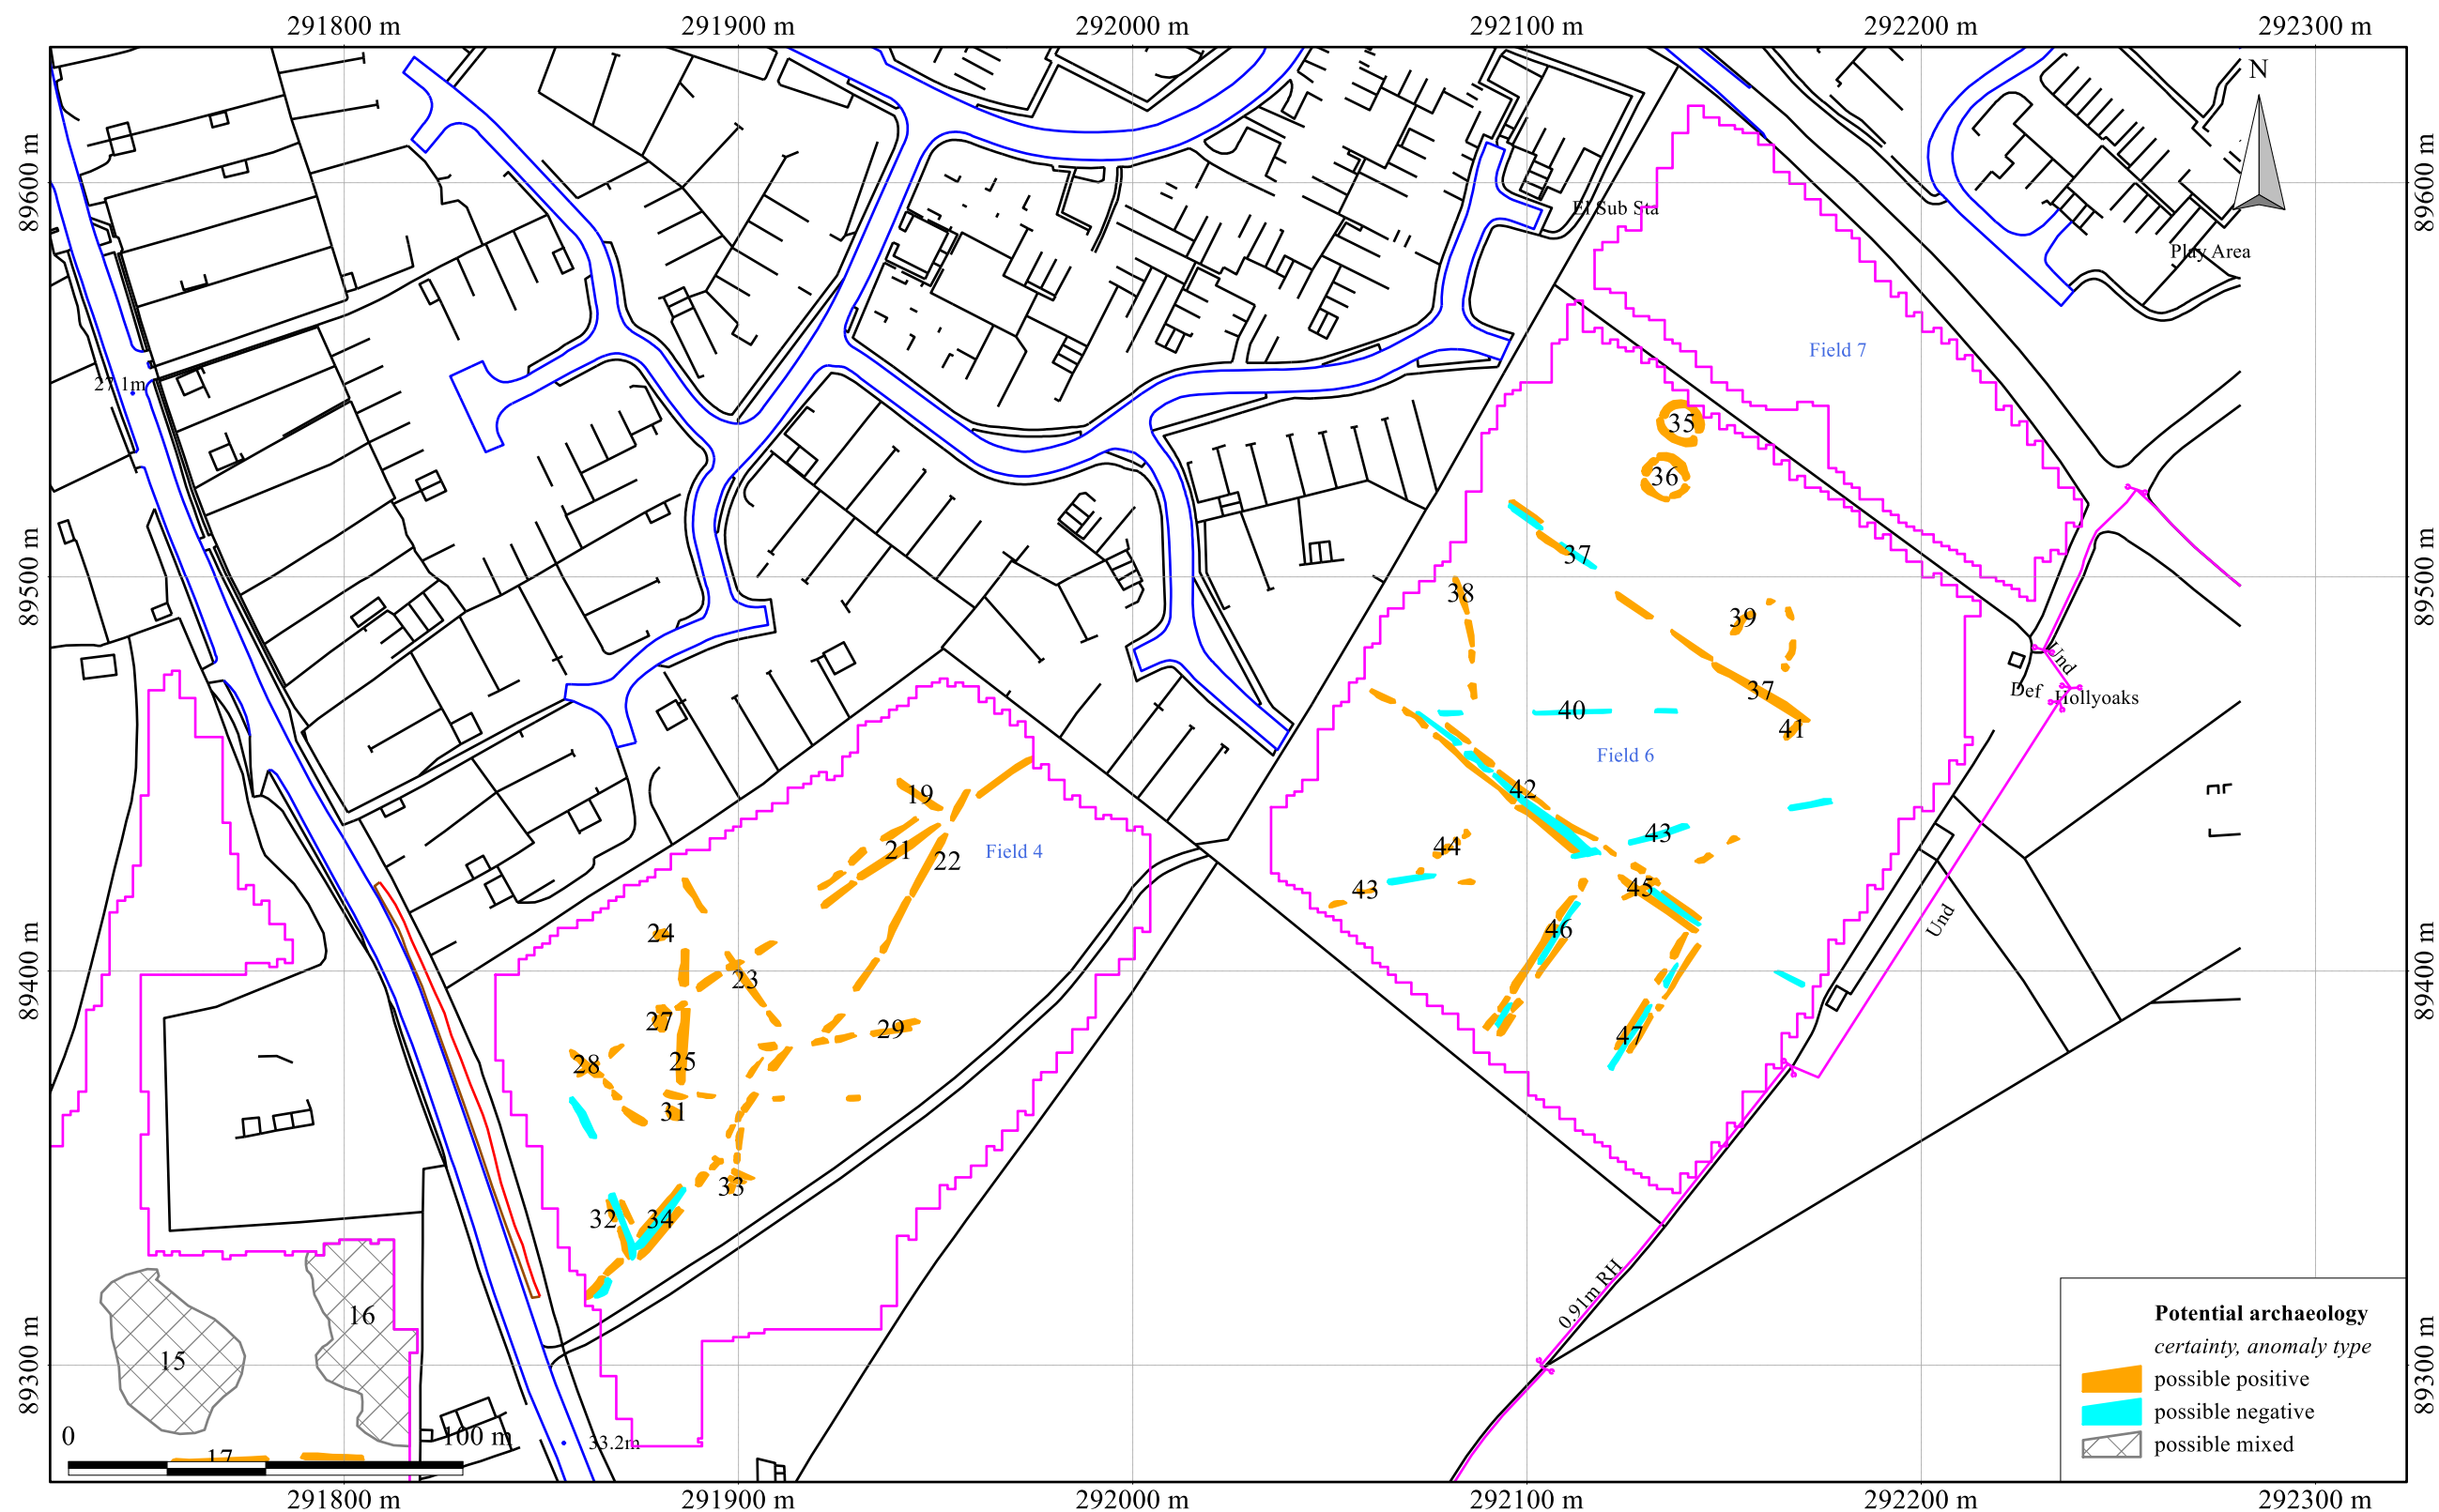 291800 m 291900 m 292000 m 292100 m 292200 m 292300 m
N
89600 m 89600 m
El Sub Sta
Play Area
Field 7
27.1m
35
36
89500 m 89500 m
37
38
39
Und
37
Def
Hollyoaks
40
41
Field 6
42
19
43
21
Field 4
22
44
43
45
24
46
Und
89400 m 89400 m
23
27
29
47
25
28
31
33
32
34
0.91m RH
16
15
89300 m 89300 m
Potential archaeology
certainty, anomaly type
possible positive
possible negative
possible mixed
0 100 m
33.2m
17
291800 m 291900 m 292000 m 292100 m 292200 m 292300 m